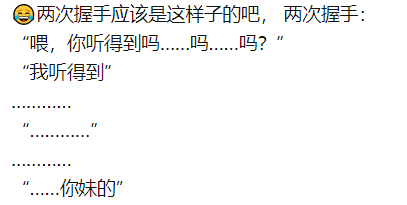 😂两次握手应该是这样子的吧， 两次握手：
“喂，你听得到吗……吗……吗？”
“我听得到”
…………
“…………”
…………
“……你妹的”